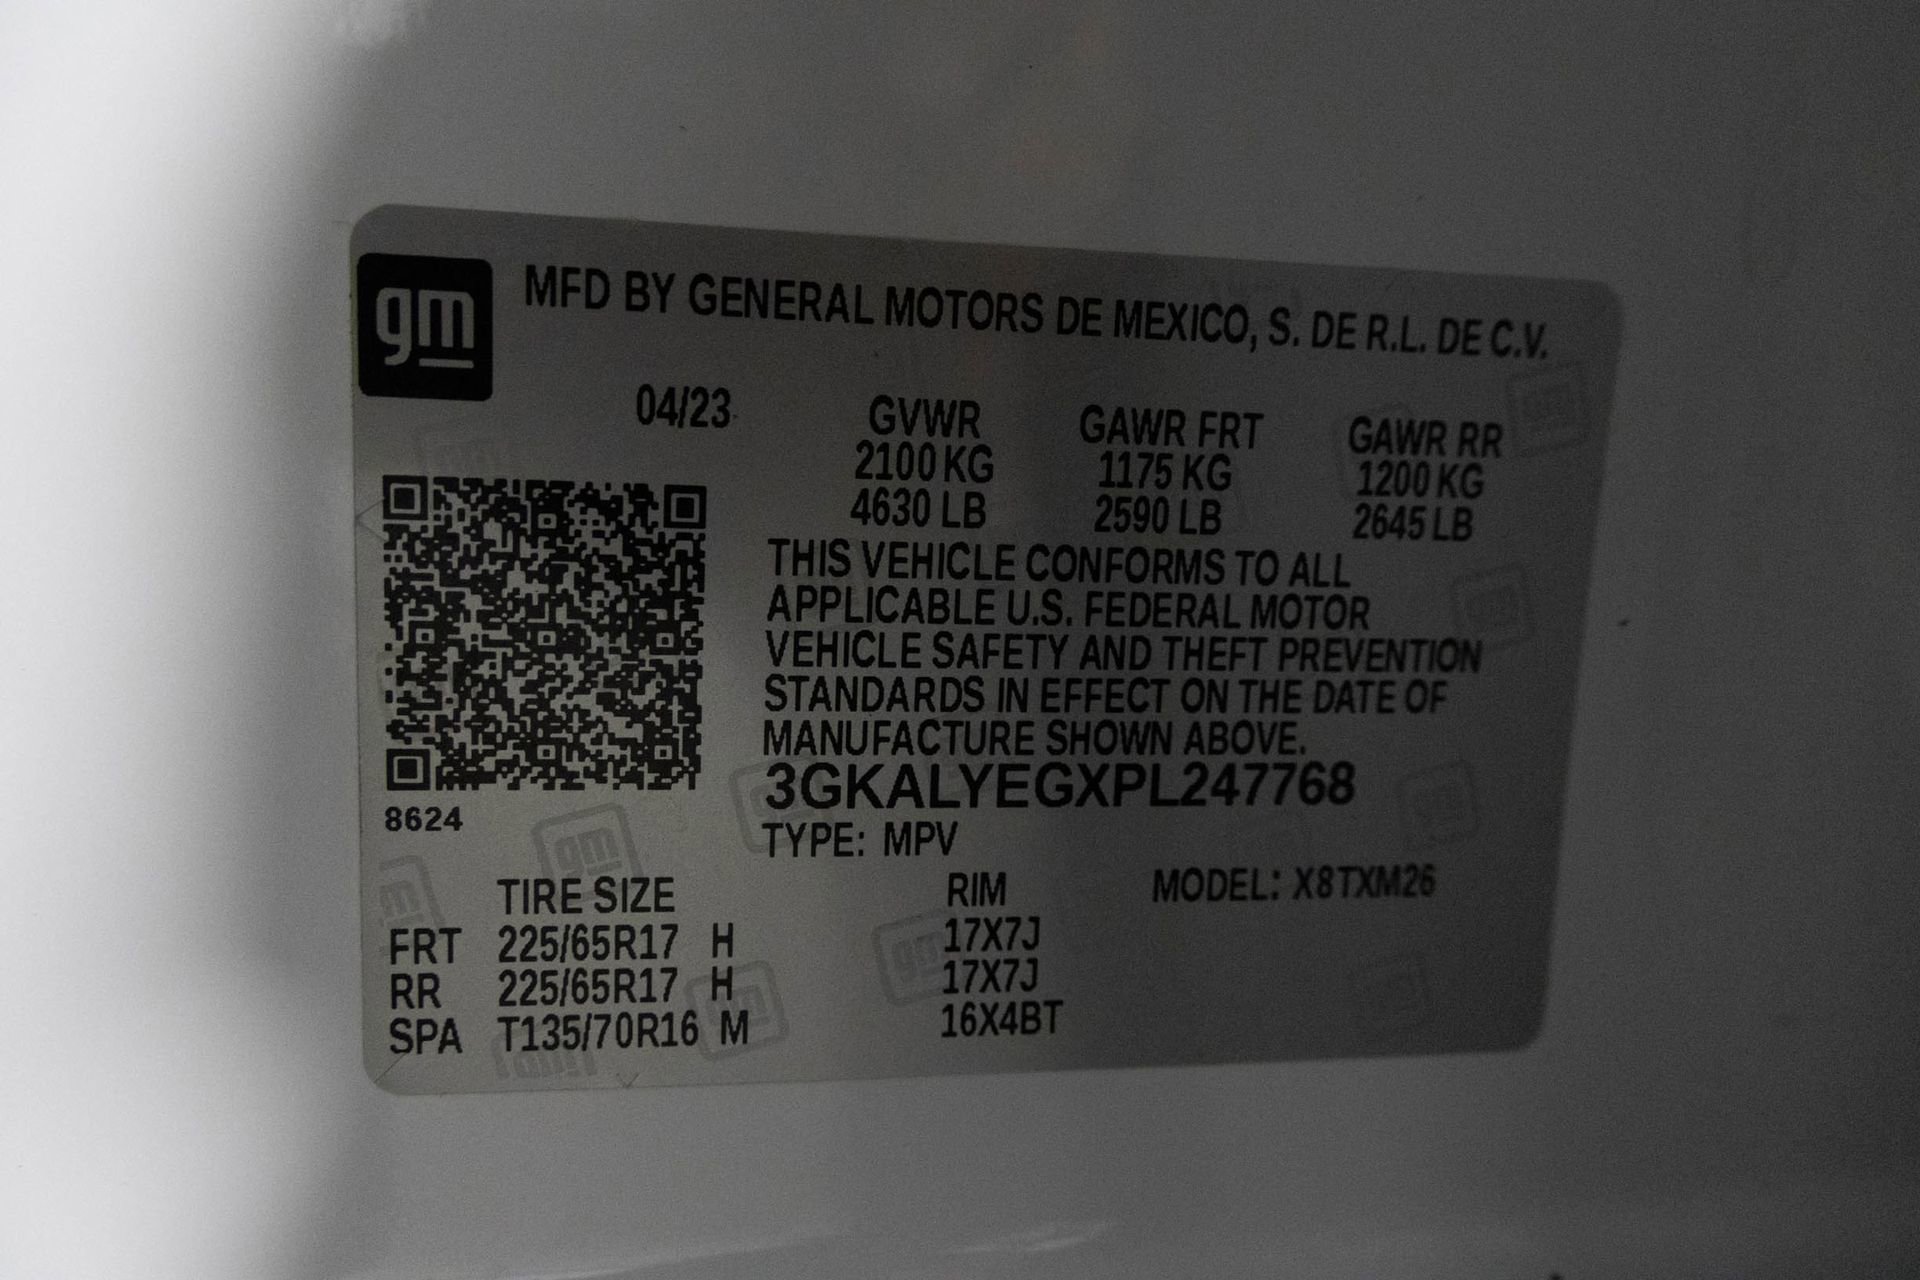 gm
MFD BY GENERAL MOTORS DE MEXICO, S. DE R.L. DE C.V.
04/23 GVWR GAWR FRT GAWR RR
2100 KG 1175 KG 1200 KG
4630 LB 2590 LB 2645 LB
THIS VEHICLE CONFORMS TO ALL
APPLICABLE U.S. FEDERAL MOTOR
VEHICLE SAFETY AND THEFT PREVENTION
STANDARDS IN EFFECT ON THE DATE OF
MANUFACTURE SHOWN ABOVE.
3GKALYEGXPL247768
8624
TYPE: MPV
TIRE SIZE RIM MODEL: X8TXM26
FRT 225/65R17 H 17X7J
RR 225/65R17 H 17X7J
SPA T135/70R16 M 16X4BT